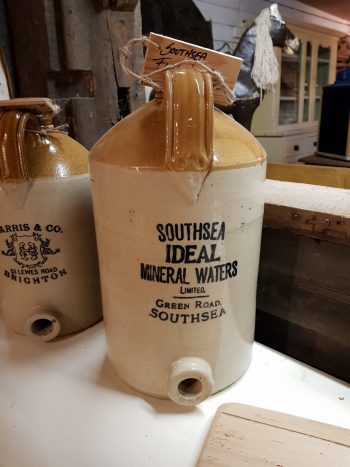 SOUTHSEA
ARRIS & CO.
LEWES ROAD
BRIGHTON
SOUTHSEA
IDEAL
MINERAL WATERS
LIMITED.
GREEN ROAD,
SOUTHSEA